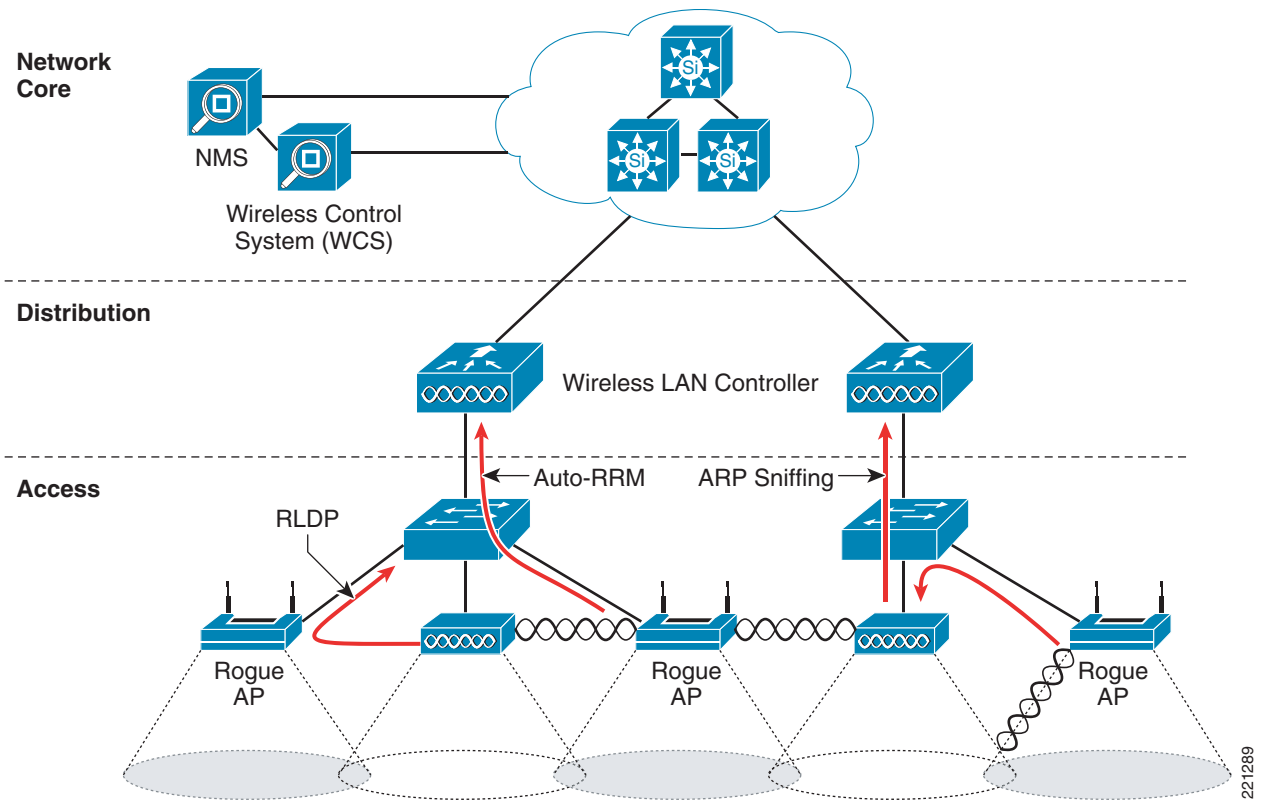 Network
Core
Si
Si
Si
NMS
Wireless Control
System (WCS)
Distribution
Wireless LAN Controller
Auto-RRM
ARP Sniffing
Access
RLDP
Rogue
AP
Rogue
AP
Rogue
AP
221289